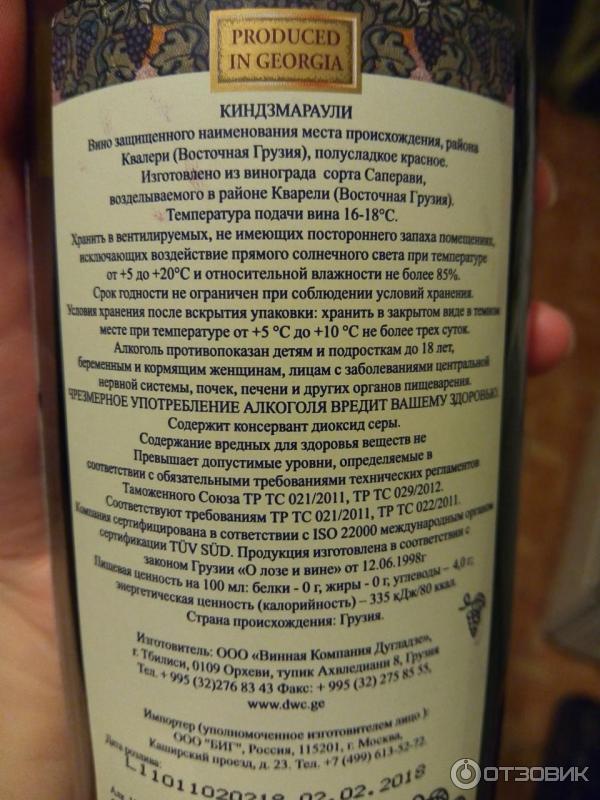 PRODUCED
IN GEORGIA
КИНДЗМАРАУЛИ
Вино защищенного наименования места происхождения, района
Квалери (Восточная Грузия), полусладкое красное.
Изготовлено из винограда сорта Саперави,
возделываемого в районе Кварели (Восточная Грузия).
Температура подачи вина 16-18°С.
Хранить в вентилируемых, не имеющих постороннего запаха помещениях,
исключающих воздействие прямого солнечного света при температуре
от +5 до +20°С и относительной влажности не более 85%.
Срок годности не ограничен при соблюдении условий хранения.
Условия хранения после вскрытия упаковки: хранить в закрытом виде в темном
месте при температуре от +5 °С до +10 °С не более трех суток.
Алкоголь противопоказан детям и подросткам до 18 лет,
беременным и кормящим женщинам, лицам с заболеваниями центральной
нервной системы, почек, печени и других органов пищеварения.
ЧРЕЗМЕРНОЕ УПОТРЕБЛЕНИЕ АЛКОГОЛЯ ВРЕДИТ ВАШЕМУ ЗДОРОВЬЮ.
Содержит консервант диоксид серы.
Содержание вредных для здоровья веществ не
Превышает допустимые уровни, определяемые в
соответствии с обязательными требованиями технических регламентов
Таможенного Союза ТР ТС 021/2011, ТР ТС 029/2012.
Соответствуют требованиям ТР ТС 021/2011, ТР ТС 022/2011.
Компания сертифицирована в соответствии с ISO 22000 международным органом
сертификации TÜV SÜD. Продукция изготовлена в соответствии с
законом Грузии «О лозе и вине» от 12.06.1998г
Пищевая ценность на 100 мл: белки - 0 г, жиры - 0 г, углеводы – 4,0 г;
энергетическая ценность (калорийность) – 335 кДж/80 ккал.
Страна происхождения: Грузия.
Изготовитель: ООО «Винная Компания Дугладзе»,
г. Тбилиси, 0109 Орхеви, тупик Ахвледиани 8, Грузия
Тел. + 995 (32)276 83 43 Факс: + 995 (32) 275 85 55,
www.dwc.ge
Импортер (уполномоченное изготовителем лицо ):
ООО "БИГ", Россия, 115201, г. Москва,
Каширский проезд, д. 23. Тел. +7 (499) 613-52-72.
Дата розлива:
L11011020218 02.02.2018
ОТЗОВИК